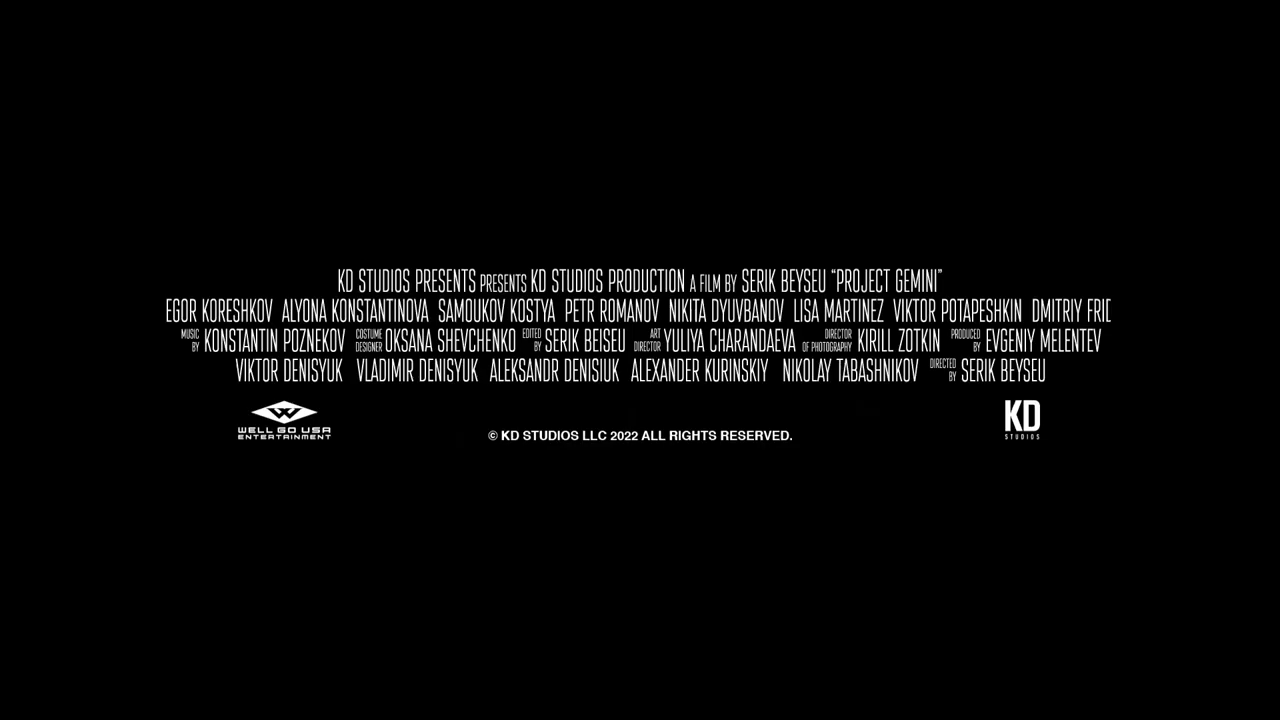 KD STUDIOS PRESENTS PRESENTS KD STUDIOS PRODUCTION A FILM BY SERIK BEYSEU “PROJECT GEMINI”
EGOR KORESHKOV ALYONA KONSTANTINOVA SAMOUKOV KOSTYA PETR ROMANOV NIKITA DYUVBANOV LISA MARTINEZ VIKTOR POTAPESHKIN DMITRIY FRID
MUSIC BY KONSTANTIN POZNEKOV COSTUME DESIGNER OKSANA SHEVCHENKO EDITED BY SERIK BEISEU ART DIRECTOR YULIYA CHARANDAEVA DIRECTOR OF PHOTOGRAPHY KIRILL ZOTKIN PRODUCED BY EVGENIY MELENTEV
VIKTOR DENISYUK VLADIMIR DENISYUK ALEKSANDR DENISIUK ALEXANDER KURINSKIY NIKOLAY TABASHNIKOV DIRECTED BY SERIK BEYSEU
WELL GO USA
ENTERTAINMENT
© KD STUDIOS LLC 2022 ALL RIGHTS RESERVED.
KD
STUDIOS